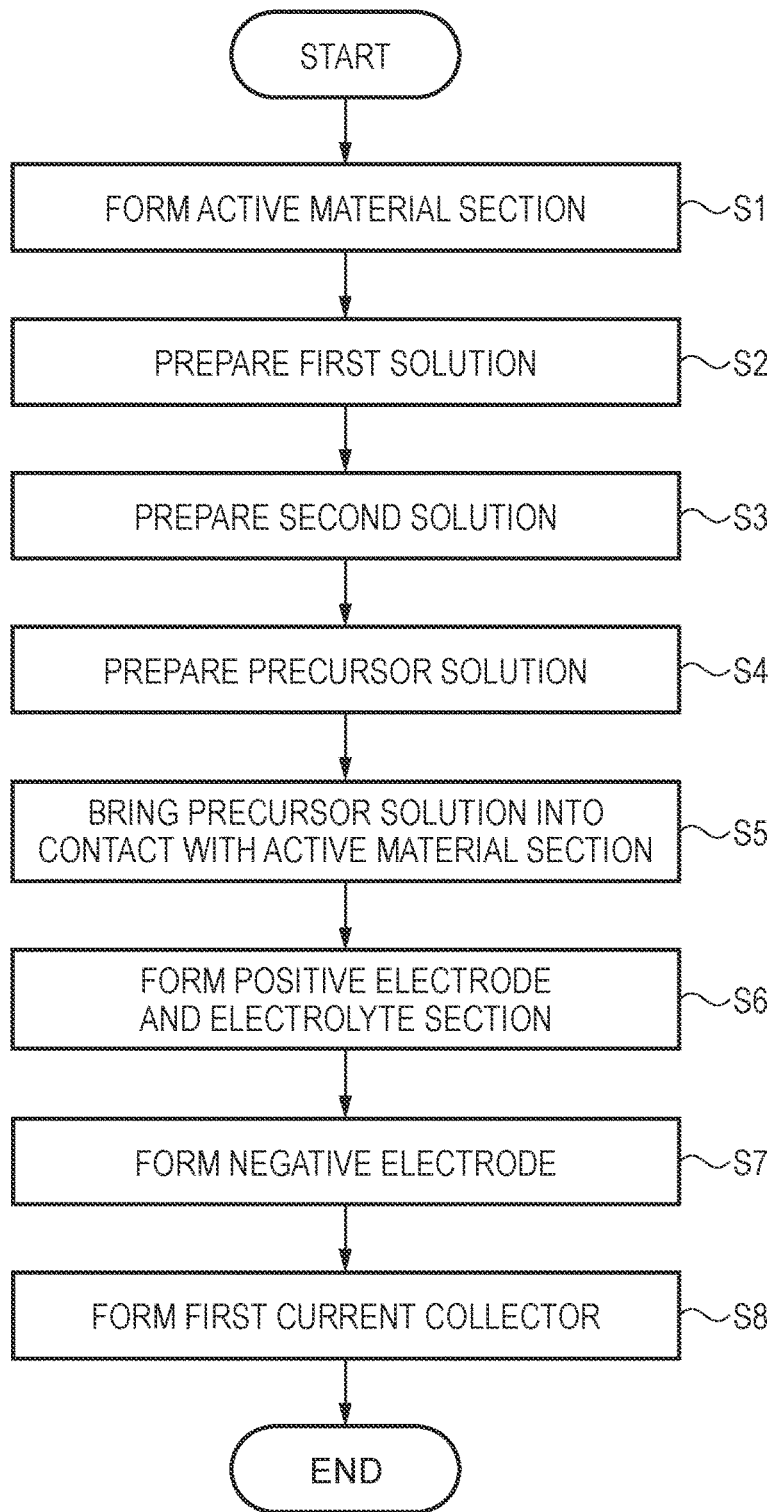 START
FORM ACTIVE MATERIAL SECTION
S1
PREPARE FIRST SOLUTION
S2
PREPARE SECOND SOLUTION
S3
PREPARE PRECURSOR SOLUTION
S4
BRING PRECURSOR SOLUTION INTO
CONTACT WITH ACTIVE MATERIAL SECTION
S5
FORM POSITIVE ELECTRODE
AND ELECTROLYTE SECTION
S6
FORM NEGATIVE ELECTRODE
S7
FORM FIRST CURRENT COLLECTOR
S8
END